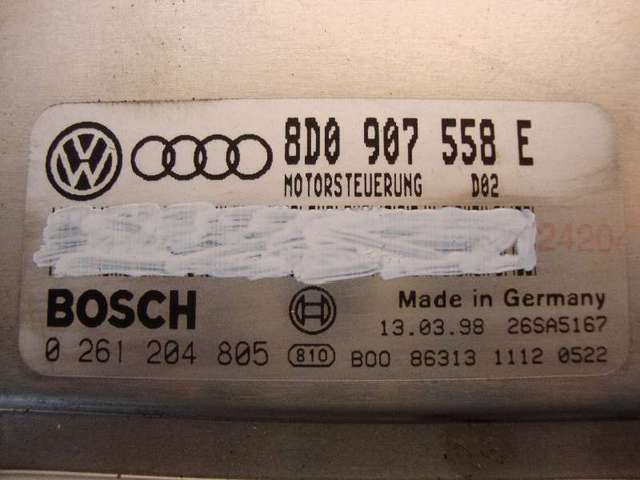 8D0 907 558 E
MOTORSTEUERUNG D02
BOSCH
Made in Germany
13.03.98 26SA5167
0 261 204 805 810 B00 86313 1112 0522